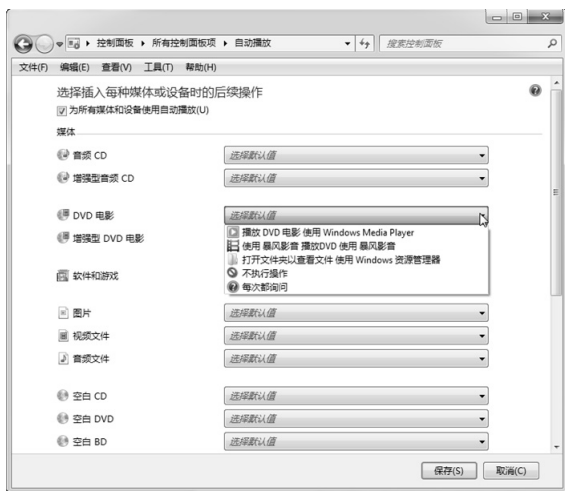 控制面板 ▸ 所有控制面板项 ▸ 自动播放 搜索控制面板
文件(F) 编辑(E) 查看(V) 工具(T) 帮助(H)
选择插入每种媒体或设备时的后续操作
为所有媒体和设备使用自动播放(U)
媒体
音频 CD 选择默认值
增强型音频 CD 选择默认值
DVD 电影 选择默认值
播放 DVD 电影 使用 Windows Media Player
增强型 DVD 电影
使用 暴风影音 播放DVD 使用 暴风影音
打开文件夹以查看文件 使用 Windows 资源管理器
软件和游戏
不执行操作
每次都询问
图片 选择默认值
视频文件 选择默认值
音频文件 选择默认值
空白 CD 选择默认值
空白 DVD 选择默认值
空白 BD 选择默认值
保存(S) 取消(C)